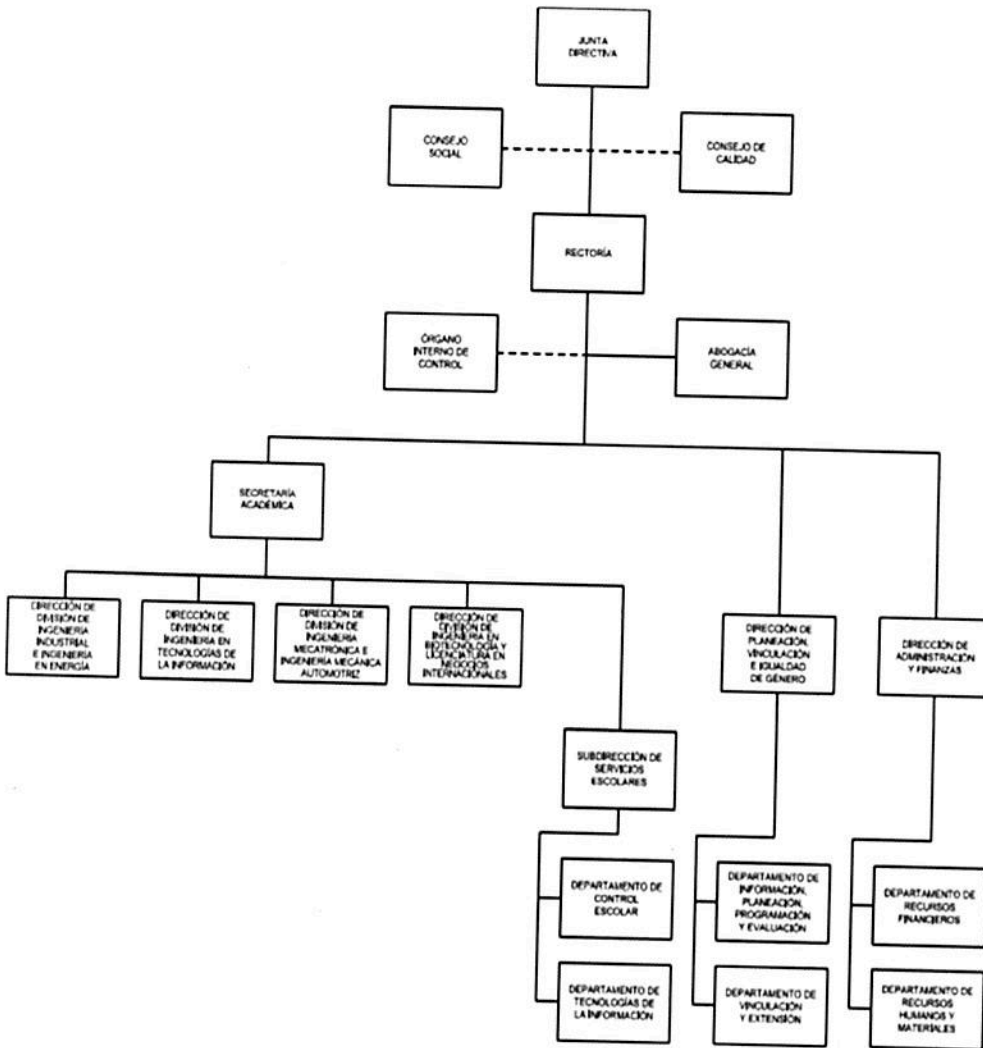 JUNTA
DIRECTIVA
CONSEJO
SOCIAL
CONSEJO DE
CALIDAD
RECTORÍA
ÓRGANO
INTERNO DE
CONTROL
ABOGACÍA
GENERAL
SECRETARÍA
ACADÉMICA
DIRECCIÓN DE
DIVISIÓN DE
INGENIERÍA
INDUSTRIAL
E INGENIERÍA
EN ENERGÍA
DIRECCIÓN DE
DIVISIÓN DE
INGENIERÍA EN
TECNOLOGÍAS DE
LA INFORMACIÓN
DIRECCIÓN DE
DIVISIÓN DE
INGENIERÍA
MECATRÓNICA E
INGENIERÍA MECÁNICA
AUTOMOTRIZ
DIRECCIÓN DE
DIVISIÓN DE
INGENIERÍA EN
BIOTECNOLOGÍA Y
LICENCIATURA EN
NEGOCIOS
INTERNACIONALES
DIRECCIÓN DE
PLANEACIÓN,
VINCULACIÓN
E IGUALDAD
DE GÉNERO
DIRECCIÓN DE
ADMINISTRACIÓN
Y FINANZAS
SUBDIRECCIÓN DE
SERVICIOS
ESCOLARES
DEPARTAMENTO DE
CONTROL
ESCOLAR
DEPARTAMENTO DE
INFORMACIÓN,
PLANEACIÓN,
PROGRAMACIÓN
Y EVALUACIÓN
DEPARTAMENTO DE
RECURSOS
FINANCIEROS
DEPARTAMENTO DE
TECNOLOGÍAS DE
LA INFORMACIÓN
DEPARTAMENTO DE
VINCULACIÓN
Y EXTENSIÓN
DEPARTAMENTO DE
RECURSOS
HUMANOS Y
MATERIALES